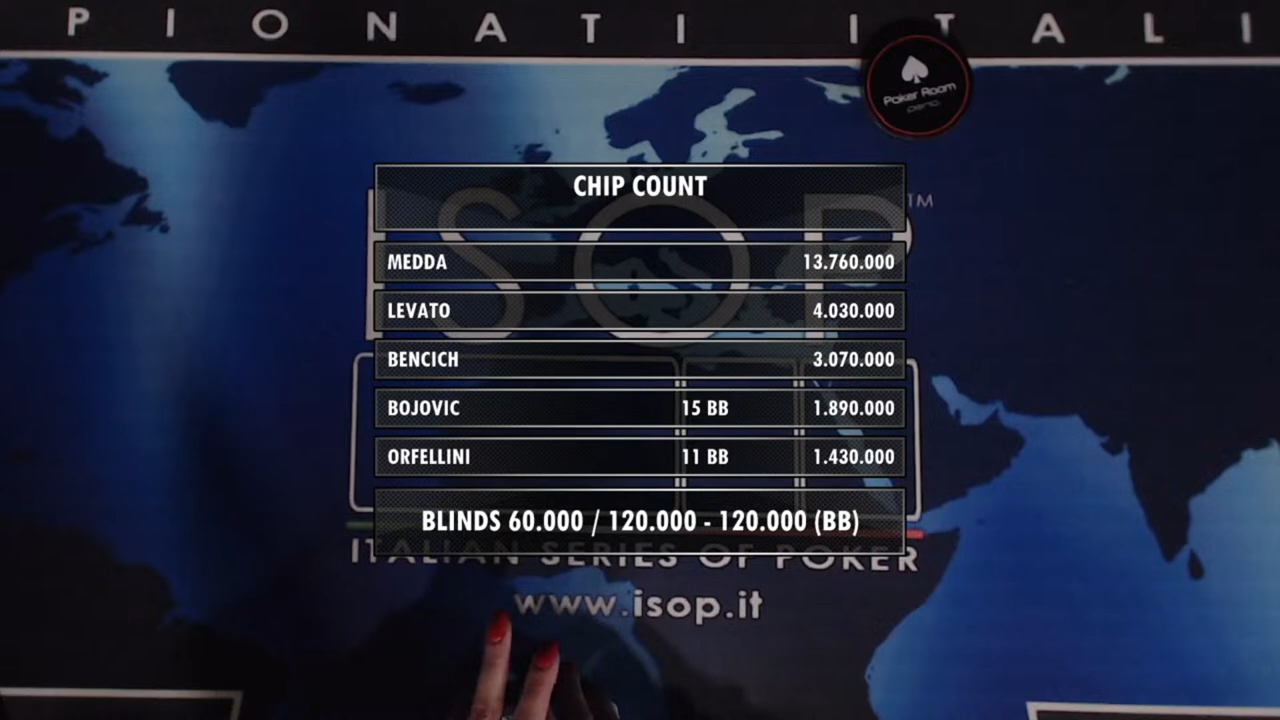 PIONATI ITALI
Poker Room
CHIP COUNT
ISOP™
MEDDA 13.760.000
LEVATO 4.030.000
BENCICH 3.070.000
BOJOVIC 15 BB 1.890.000
ORFELLINI 11 BB 1.430.000
BLINDS 60.000 / 120.000 - 120.000 (BB)
ITALIAN SERIES OF POKER
www.isop.it